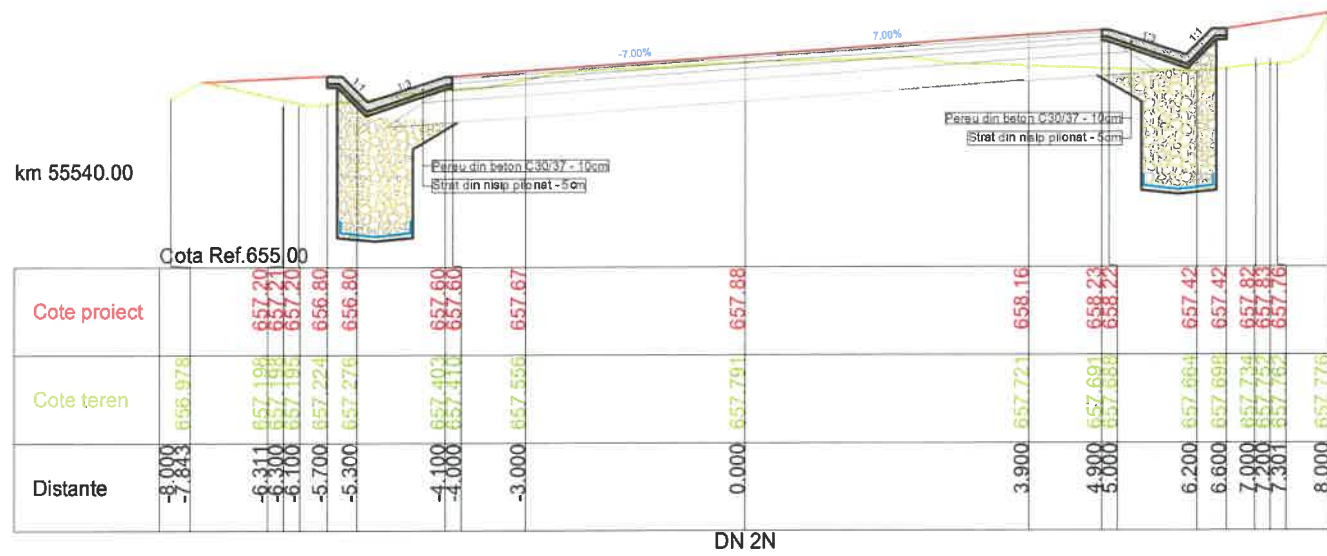 -7.00%
7.00%
1:1
1:3
1:3
1:1
Pereu din beton C30/37 - 10cm
Strat din nisip pilonat - 5cm
Pereu din beton C30/37 - 10cm
Strat din nisip pilonat - 5cm
km 55540.00
Cota Ref.655.00
Cote proiect
657.20 657.21 657.20 656.80 656.80 657.60 657.60 657.67 657.88 658.16 658.23 658.22 657.42 657.42 657.82 657.83 657.76
Cote teren
656.978 657.198 657.198 657.195 657.224 657.276 657.403 657.410 657.556 657.791 657.721 657.691 657.688 657.664 657.698 657.734 657.752 657.762 657.776
Distante
-8.000 -7.843 -6.311 -6.300 -6.100 -5.700 -5.300 -4.100 -4.000 -3.000 0.000 3.900 4.900 5.000 6.200 6.600 7.000 7.200 7.301 8.000
DN 2N